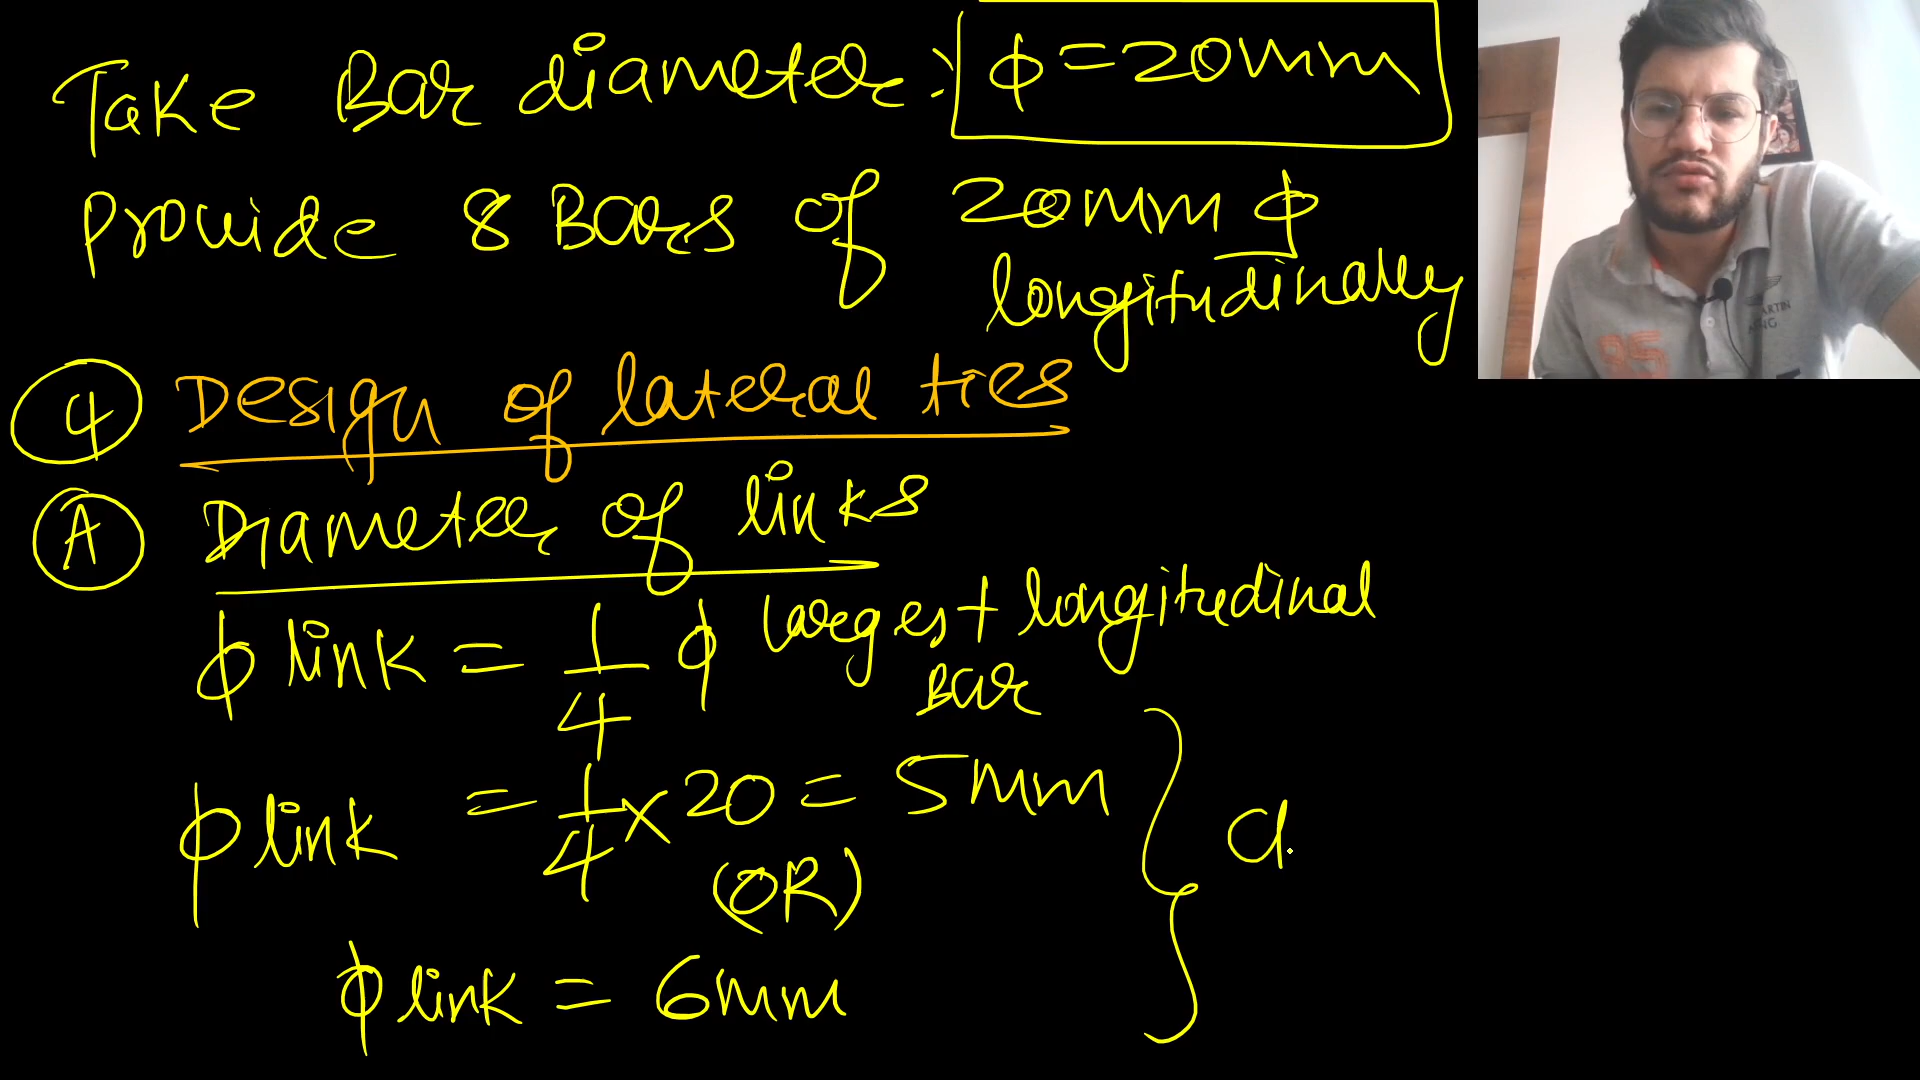 Take Bar diameter: ϕ = 20mm
Provide 8 Bars of 20mm ϕ
longitudinally
4 Design of lateral ties
A Diameter of links
ϕ link = 1/4 ϕ largest longitudinal
Bar
ϕ link = 1/4 × 20 = 5mm
(OR)
ϕ link = 6mm
95